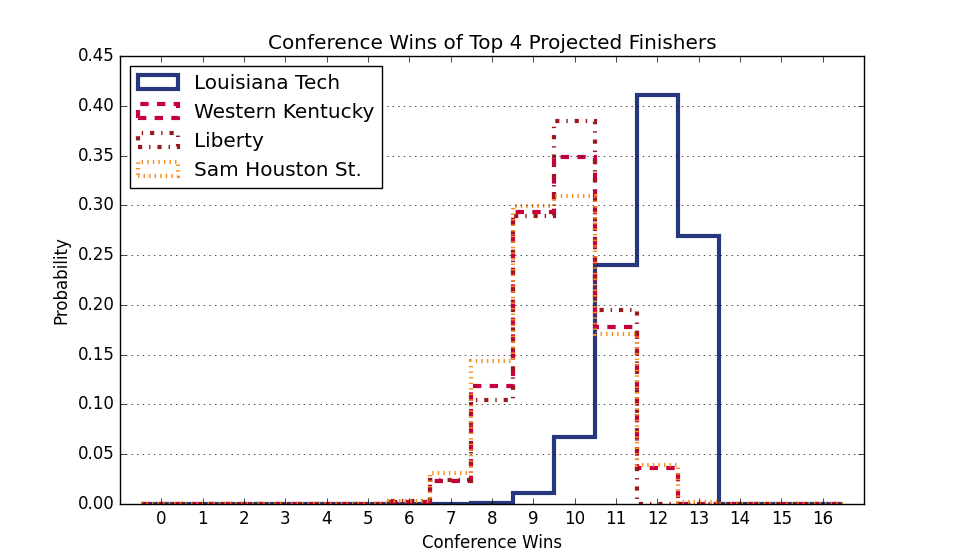 Conference Wins of Top 4 Projected Finishers
0.45
0.40
0.35
0.30
0.25
0.20
0.15
0.10
0.05
0.00
Probability
Louisiana Tech
Western Kentucky
Liberty
Sam Houston St.
0 1 2 3 4 5 6 7 8 9 10 11 12 13 14 15 16
Conference Wins